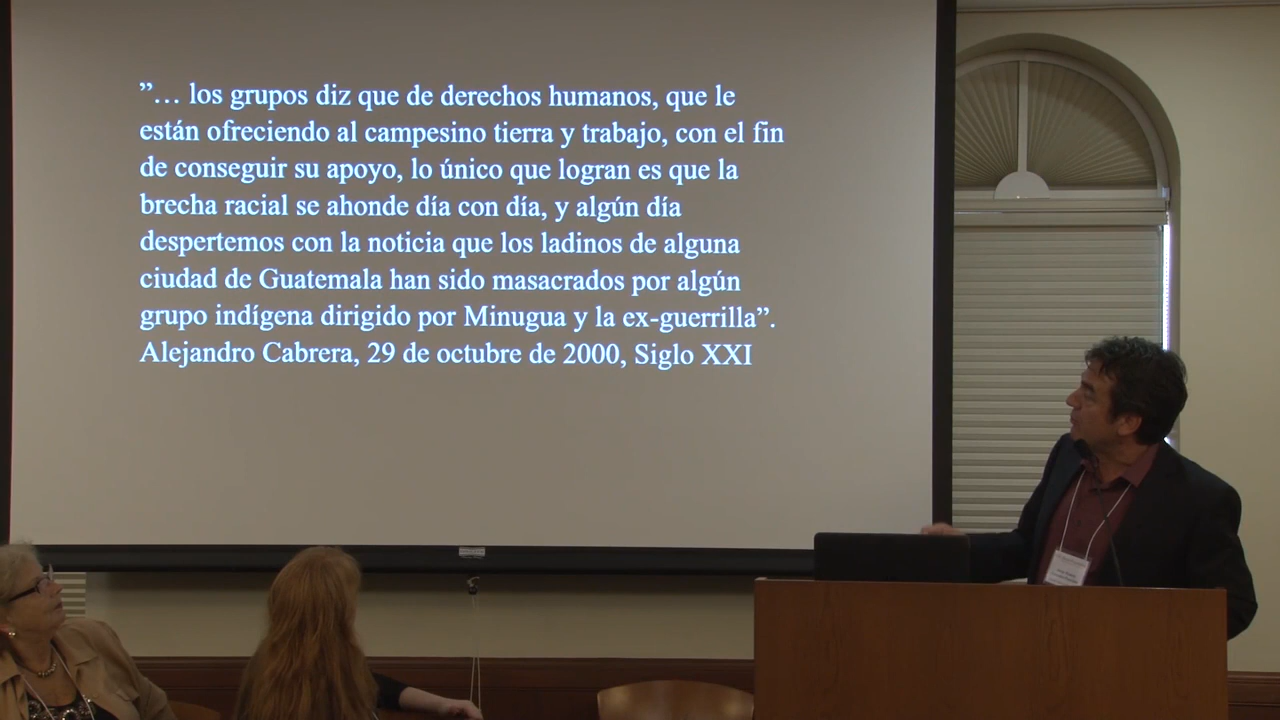 ”… los grupos diz que de derechos humanos, que le
están ofreciendo al campesino tierra y trabajo, con el fin
de conseguir su apoyo, lo único que logran es que la
brecha racial se ahonde día con día, y algún día
despertemos con la noticia que los ladinos de alguna
ciudad de Guatemala han sido masacrados por algún
grupo indígena dirigido por Minugua y la ex-guerrilla”.
Alejandro Cabrera, 29 de octubre de 2000, Siglo XXI